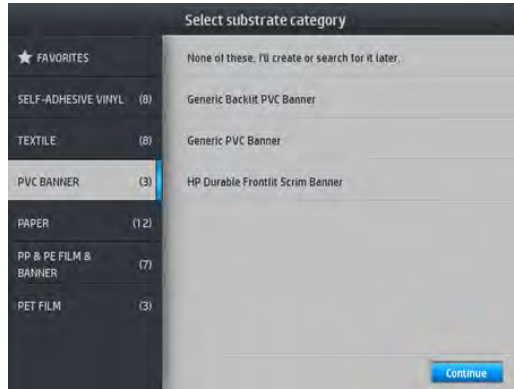 Select substrate category
FAVORITES
SELF-ADHESIVE VINYL (8)
TEXTILE (8)
PVC BANNER (3)
PAPER (12)
PP & PE FILM &
BANNER (7)
PET FILM (3)
None of these, I'll create or search for it later.
Generic Backlit PVC Banner
Generic PVC Banner
HP Durable Frontlit Scrim Banner
Continue